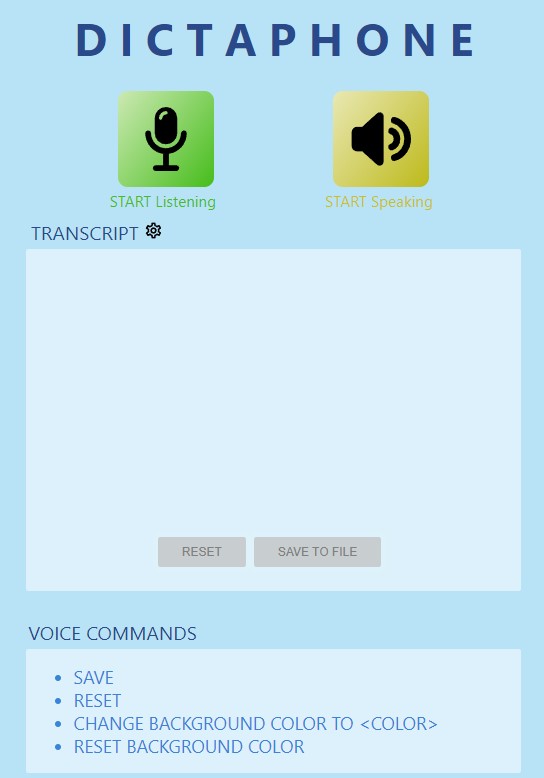 DICTAPHONE
START Listening
START Speaking
TRANSCRIPT
RESET
SAVE TO FILE
VOICE COMMANDS
• SAVE
• RESET
• CHANGE BACKGROUND COLOR TO <COLOR>
• RESET BACKGROUND COLOR